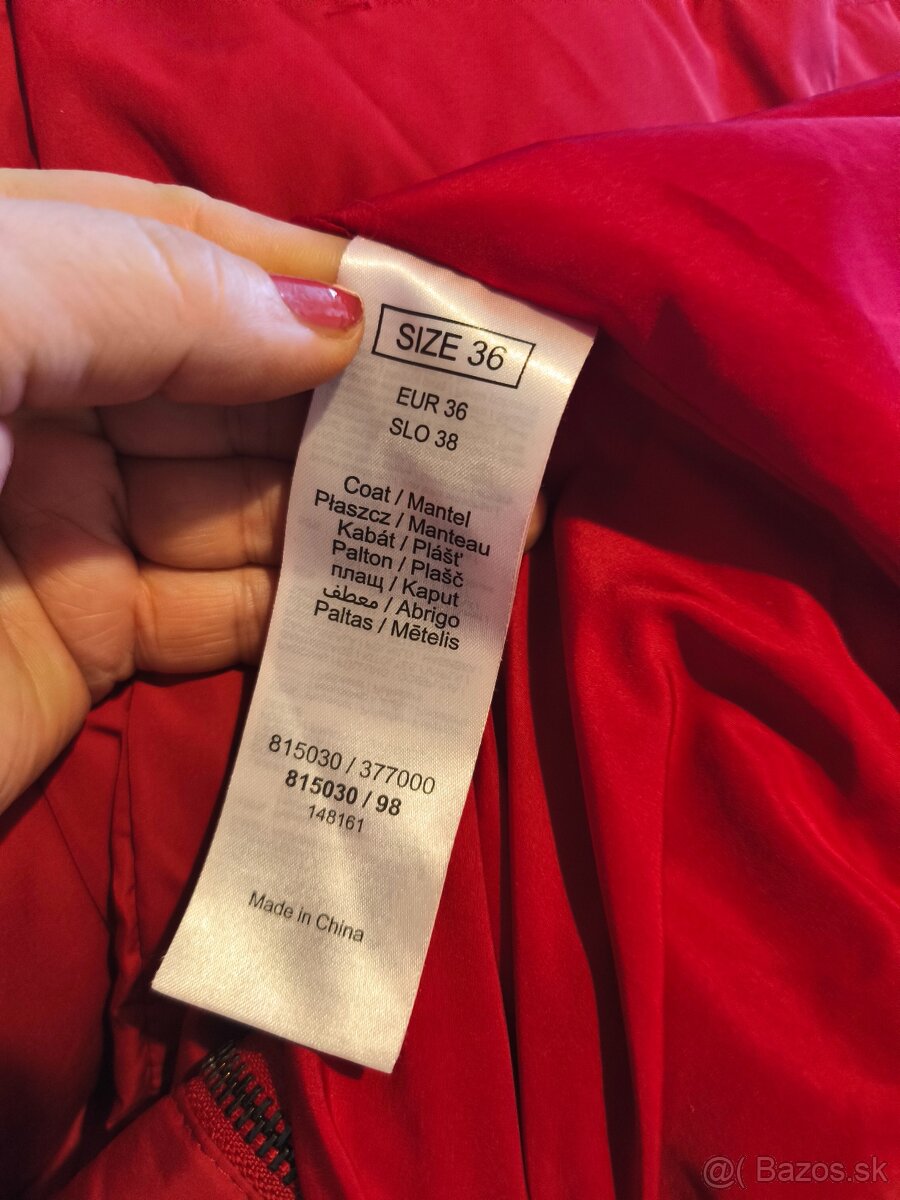 SIZE 36
EUR 36
SLO 38
Coat / Mantel
Płaszcz / Manteau
Kabát / Plášť
Palton / Plašč
плащ / Kaput
معطف / Abrigo
Paltas / Mētelis
815030 / 377000
815030 / 98
148161
Made in China
@( Bazos.sk